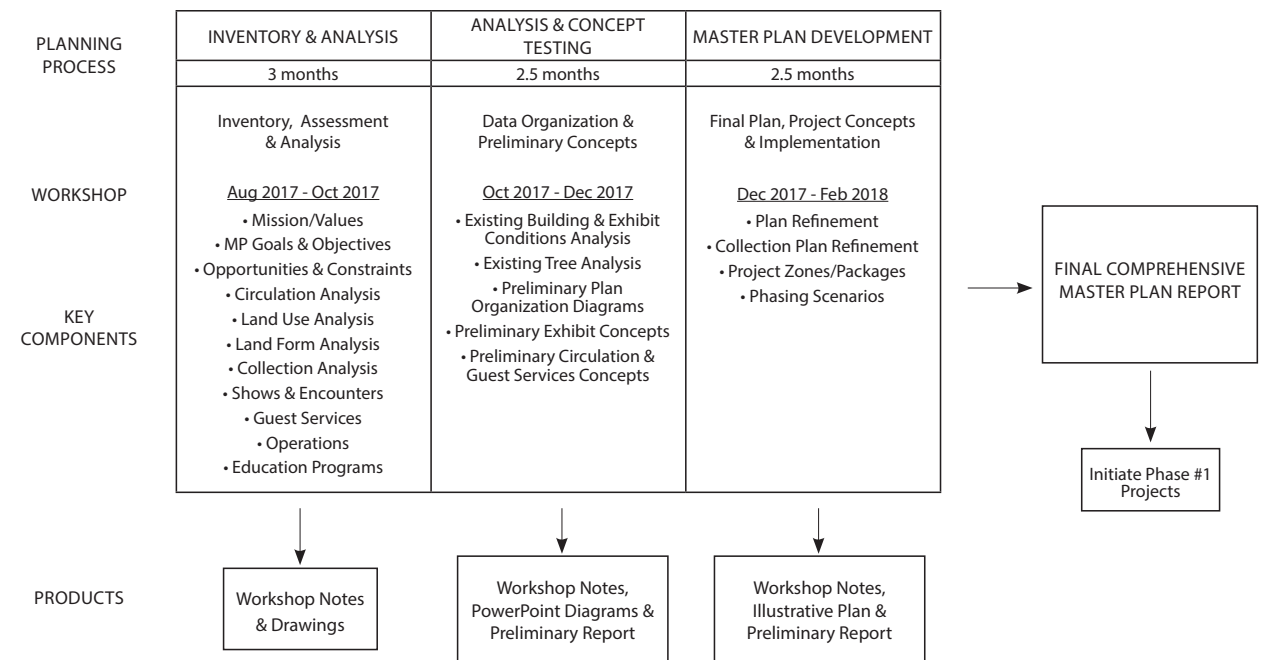 PLANNING
PROCESS
INVENTORY & ANALYSIS
ANALYSIS & CONCEPT
TESTING
MASTER PLAN DEVELOPMENT
3 months
2.5 months
2.5 months
Inventory, Assessment
& Analysis
Data Organization &
Preliminary Concepts
Final Plan, Project Concepts
& Implementation
WORKSHOP
Aug 2017 - Oct 2017
Oct 2017 - Dec 2017
Dec 2017 - Feb 2018
KEY
COMPONENTS
• Mission/Values
• MP Goals & Objectives
• Opportunities & Constraints
• Circulation Analysis
• Land Use Analysis
• Land Form Analysis
• Collection Analysis
• Shows & Encounters
• Guest Services
• Operations
• Education Programs
• Existing Building & Exhibit
Conditions Analysis
• Existing Tree Analysis
• Preliminary Plan
Organization Diagrams
• Preliminary Exhibit Concepts
• Preliminary Circulation &
Guest Services Concepts
• Plan Refinement
• Collection Plan Refinement
• Project Zones/Packages
• Phasing Scenarios
FINAL COMPREHENSIVE
MASTER PLAN REPORT
Initiate Phase #1
Projects
PRODUCTS
Workshop Notes
& Drawings
Workshop Notes,
PowerPoint Diagrams &
Preliminary Report
Workshop Notes,
Illustrative Plan &
Preliminary Report